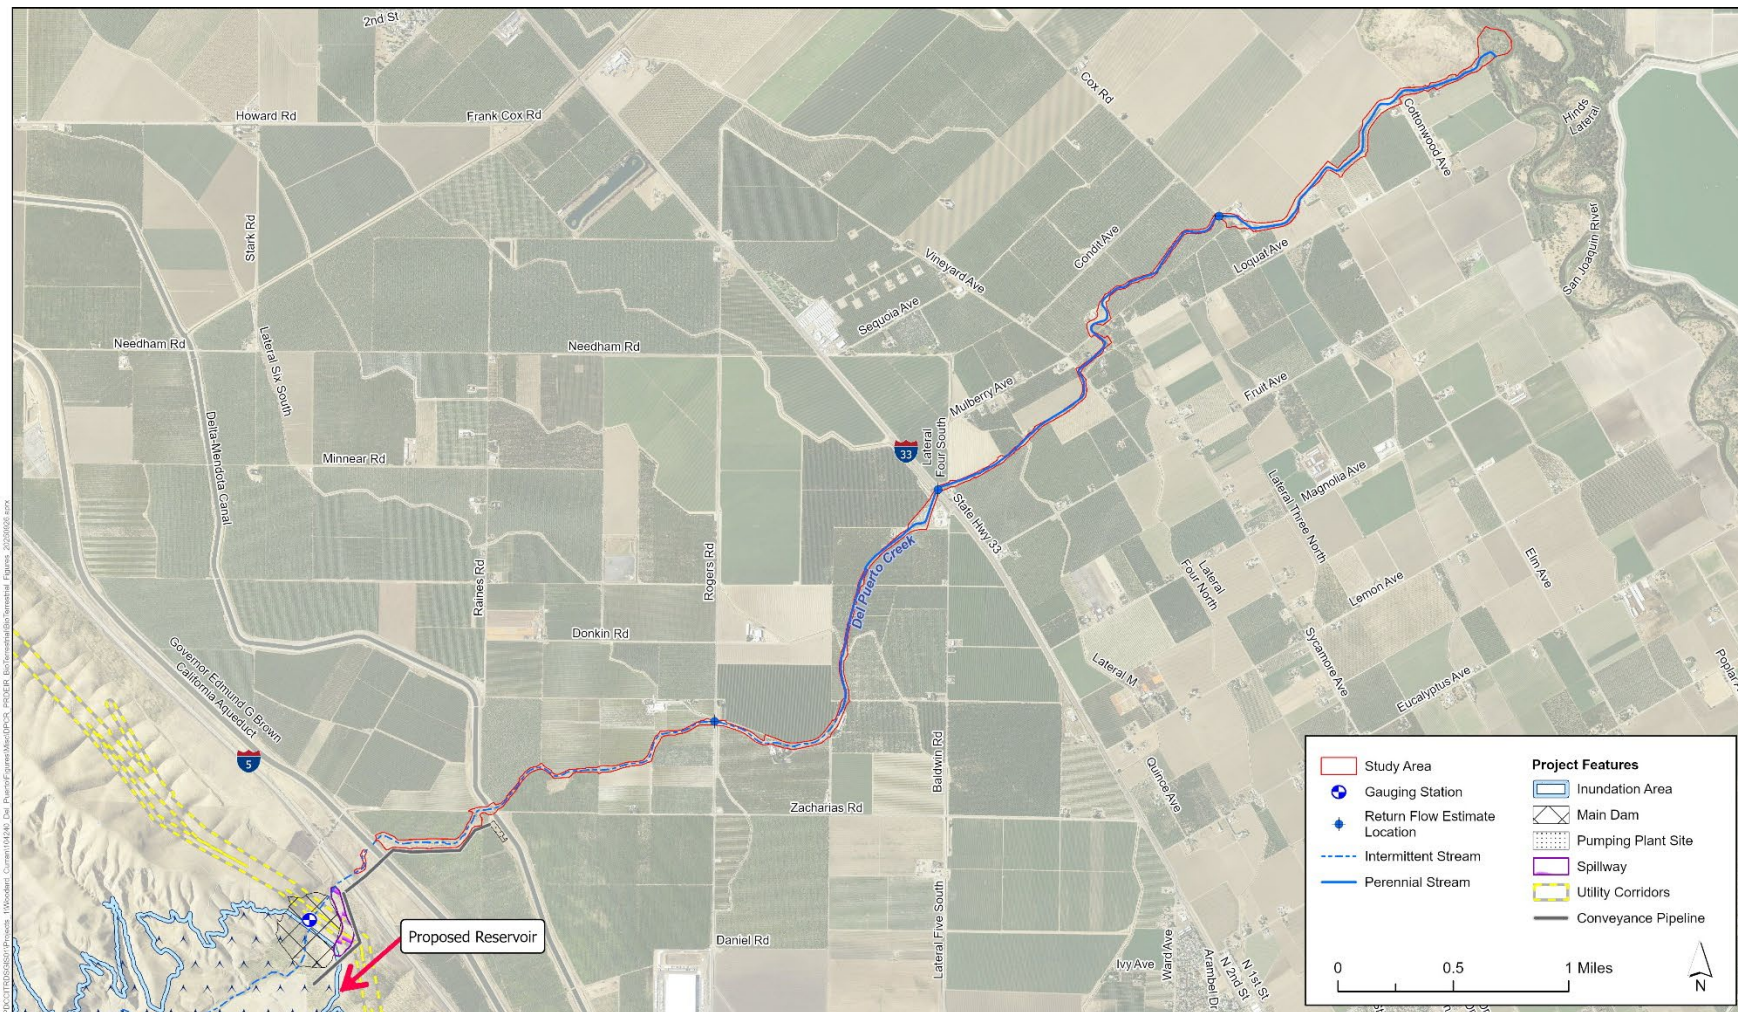 2nd St
Howard Rd
Frank Cox Rd
Cox Rd
Cottonwood Ave
Hinds
Lateral
Stark Rd
San Joaquin River
Vineyard Ave
Condit Ave
Loquat Ave
Sequoia Ave
Needham Rd
Needham Rd
Lateral Six South
Mulberry Ave
Fruit Ave
Delta-Mendota Canal
Minnear Rd
33
Lateral
Four South
Magnolia Ave
Lateral Three North
State Hwy 33
Del Puerto Creek
Elm Ave
Raines Rd
Rogers Rd
Lateral
Four North
Lemon Ave
Donkin Rd
Sycamore Ave
Lateral M
Eucalyptus Ave
Governor Edmund G Brown
California Aqueduct
5
Baldwin Rd
Quince Ave
Zacharias Rd
Proposed Reservoir
Daniel Rd
Lateral Five South
Ivy Ave
Ward Ave
Arambel Dr
N 2nd St
N 1st St
Study Area
Gauging Station
Return Flow Estimate
Location
Intermittent Stream
Perennial Stream
Project Features
Inundation Area
Main Dam
Pumping Plant Site
Spillway
Utility Corridors
Conveyance Pipeline
0 0.5 1 Miles
N